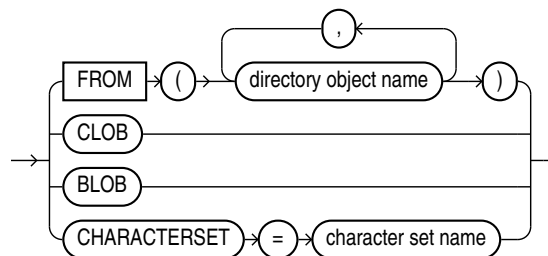 ,
FROM ( directory object name )
CLOB
BLOB
CHARACTERSET = character set name